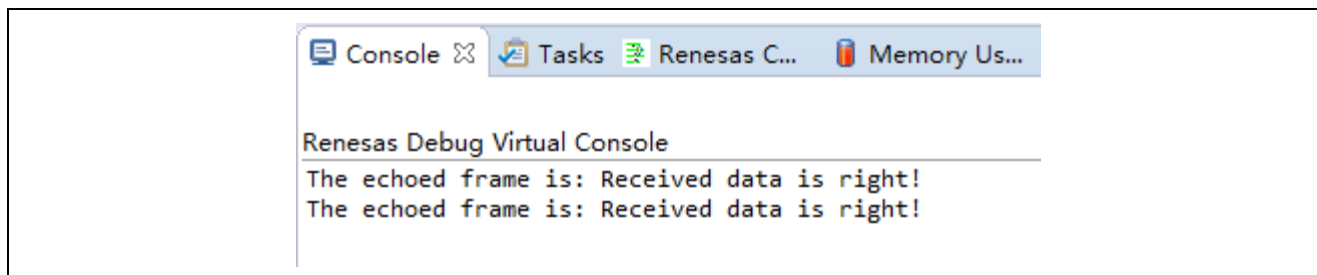 Console Tasks Renesas C... Memory Us...
Renesas Debug Virtual Console
The echoed frame is: Received data is right!
The echoed frame is: Received data is right!